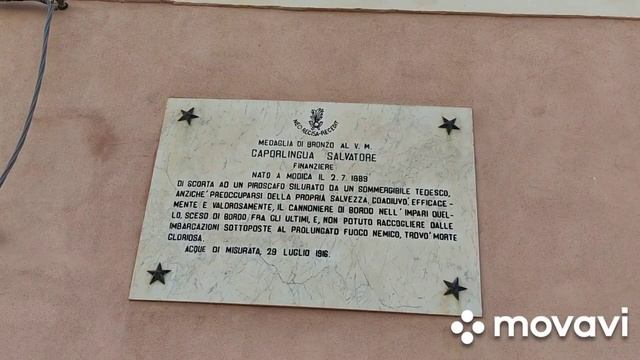 NEC RECISA RECEDIT
MEDAGLIA DI BRONZO AL V. M.
CAPORLINGUA SALVATORE
FINANZIERE
NATO A MODICA IL 2.7.1889
DI SCORTA AD UN PIROSCAFO SILURATO DA UN SOMMERGIBILE TEDESCO,
ANZICHE' PREOCCUPARSI DELLA PROPRIA SALVEZZA, COADIUVO', EFFICACE-
MENTE E VALOROSAMENTE, IL CANNONIERE DI BORDO NELL' IMPARI DUEL-
LO, SCESO DI BORDO, FRA GLI ULTIMI, E, NON POTUTO RACCOGLIERE DALLE
IMBARCAZIONI SOTTOPOSTE AL PROLUNGATO FUOCO NEMICO, TROVO' MORTE
GLORIOSA.
ACQUE DI MISURATA, 29 LUGLIO 1916.
movavi